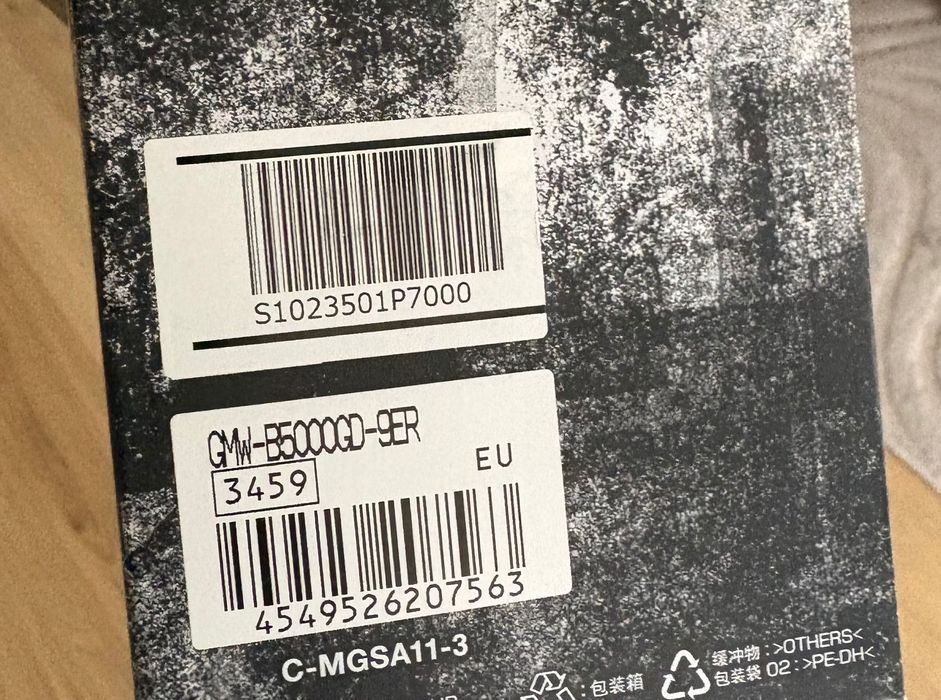 S1023501P7000
GMW-B5000GD-9ER
EU
3459
4549526207563
C-MGSA11-3
:包装箱
缓冲物:>OTHERS<
包装袋 02:>PE-DH<